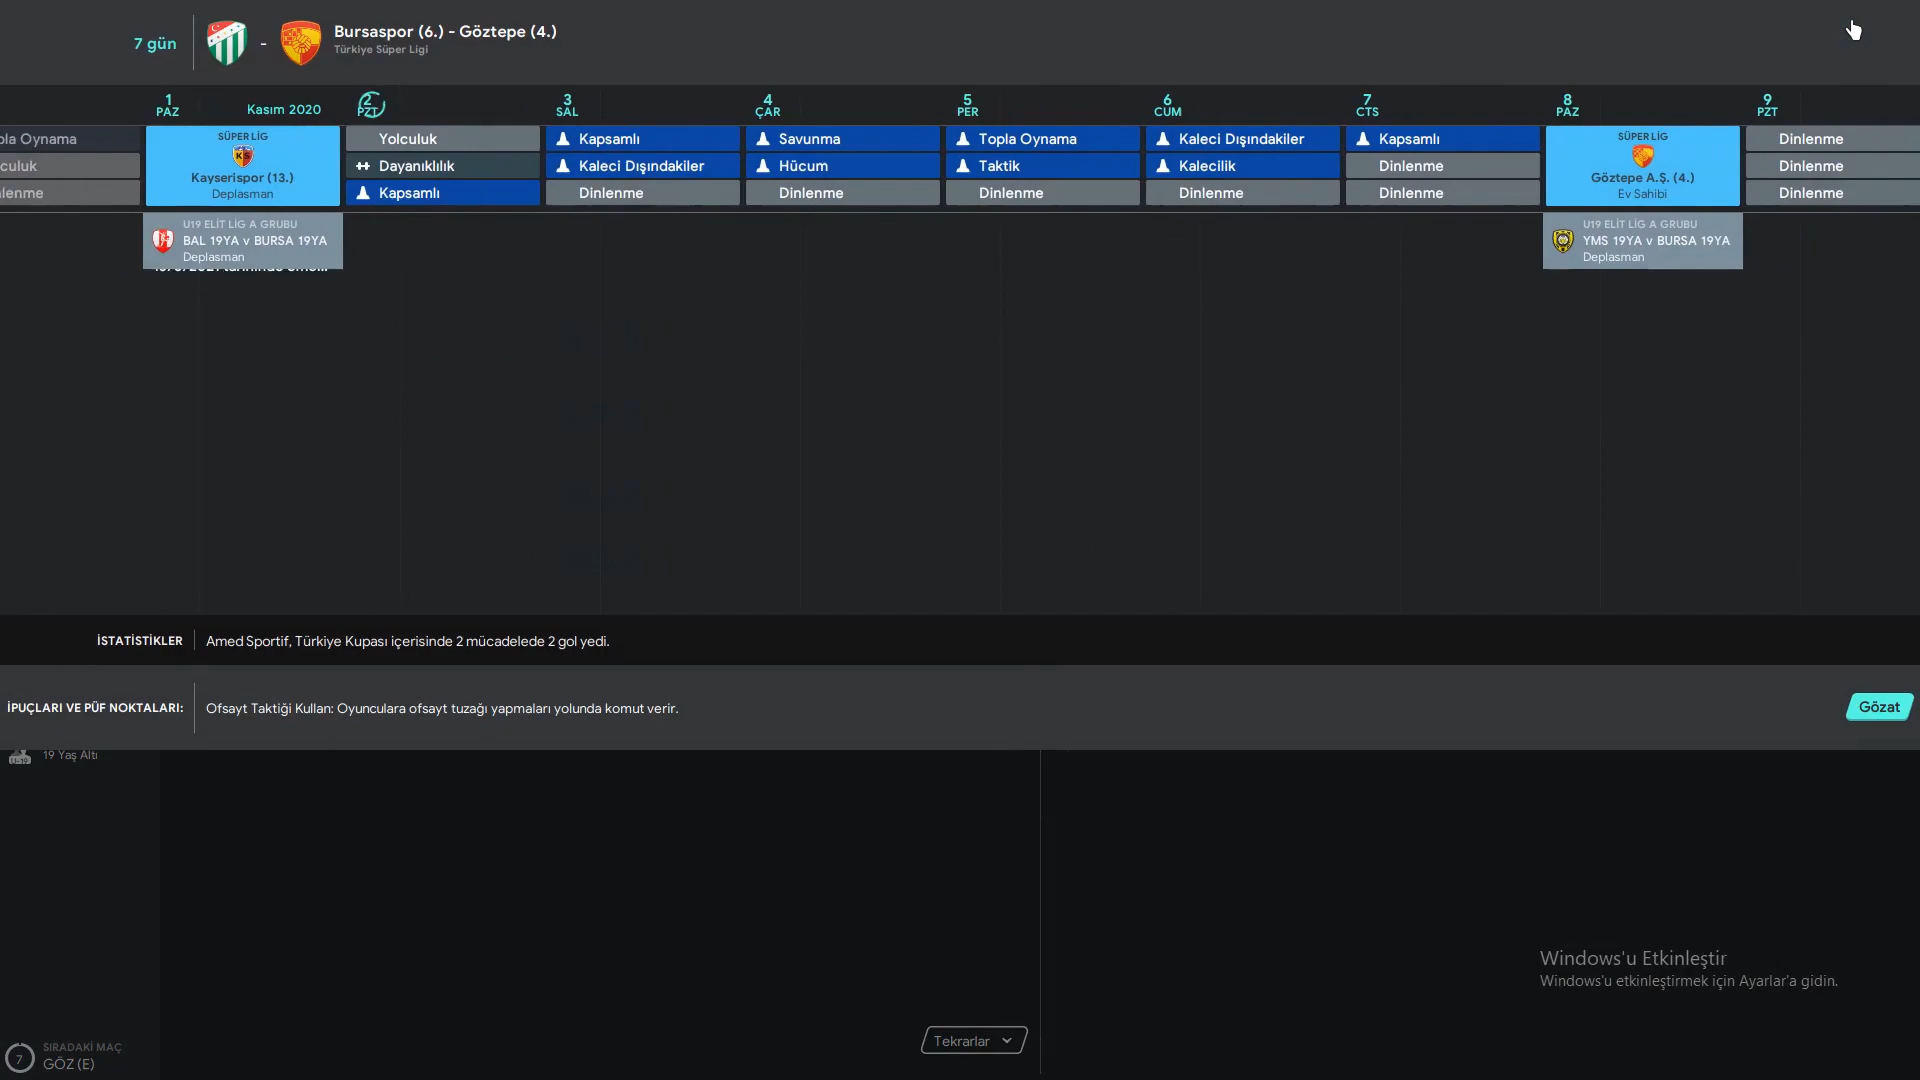 7 gün
-
Bursaspor (6.) - Göztepe (4.)
Türkiye Süper Ligi
1
PAZ
Kasım 2020
2
PZT
3
SAL
4
ÇAR
5
PER
6
CUM
7
CTS
8
PAZ
9
PZT
Oynama
SÜPER LİG
KS
Kayserispor (13.)
Deplasman
Yolculuk
Dayanıklılık
Kapsamlı
Kapsamlı
Kaleci Dışındakiler
Dinlenme
Savunma
Hücum
Dinlenme
Topla Oynama
Taktik
Dinlenme
Kaleci Dışındakiler
Kalecilik
Dinlenme
Kapsamlı
Dinlenme
Dinlenme
SÜPER LİG
Göztepe A.Ş. (4.)
Ev Sahibi
Dinlenme
Dinlenme
Dinlenme
U19 ELİT LİG A GRUBU
BAL 19YA v BURSA 19YA
Deplasman
U19 ELİT LİG A GRUBU
YMS 19YA v BURSA 19YA
Deplasman
İSTATİSTİKLER
Amed Sportif, Türkiye Kupası içerisinde 2 mücadelede 2 gol yedi.
İPUÇLARI VE PÜF NOKTALARI:
Ofsayt Taktiği Kullan: Oyunculara ofsayt tuzağı yapmaları yolunda komut verir.
Gözat
U-19
19 Yaş Altı
Windows'u Etkinleştir
Windows'u etkinleştirmek için Ayarlar'a gidin.
Tekrarlar
7
SIRADAKİ MAÇ
GÖZ (E)